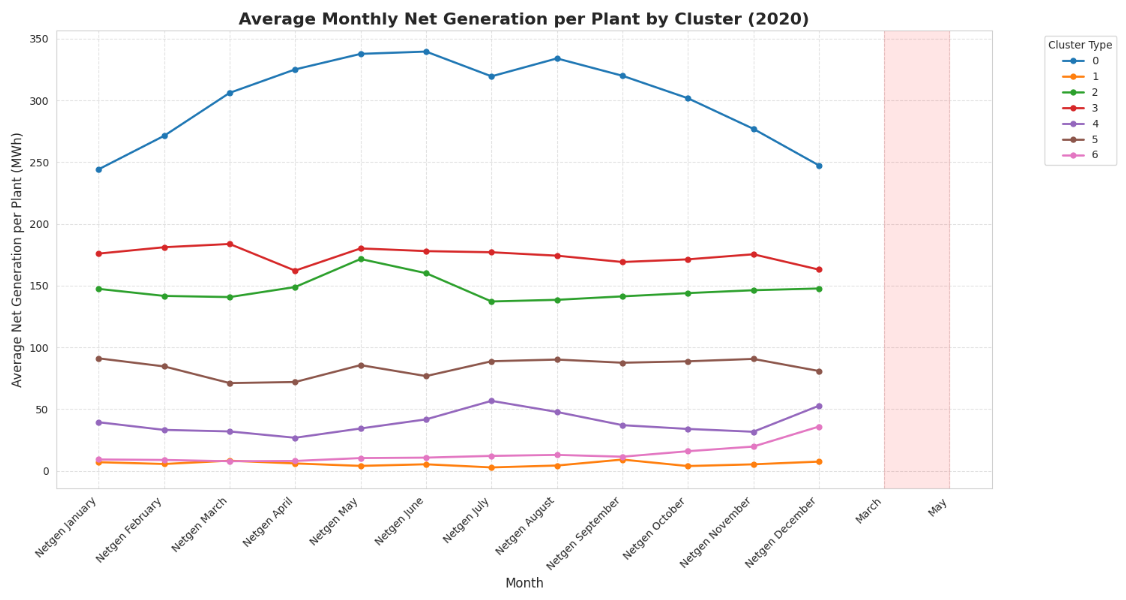 Average Monthly Net Generation per Plant by Cluster (2020)
Average Net Generation per Plant (MWh)
350
300
250
200
150
100
50
0
Netgen January
Netgen February
Netgen March
Netgen April
Netgen May
Netgen June
Netgen July
Netgen August
Netgen September
Netgen October
Netgen November
Netgen December
March
May
Month
Cluster Type
0
1
2
3
4
5
6